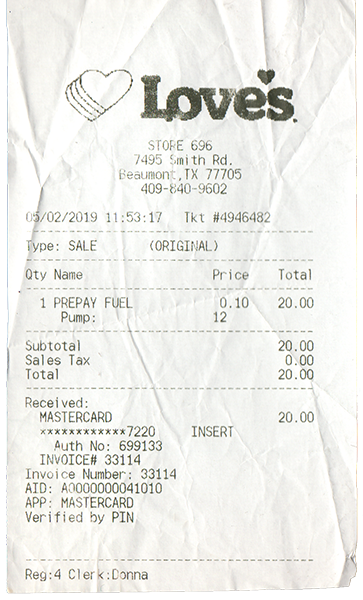 Love's
STORE 696
7495 Smith Rd.
Beaumont,TX 77705
409-840-9602
05/02/2019 11:53:17 Tkt #4946482
Type: SALE (ORIGINAL)
Qty Name Price Total
1 PREPAY FUEL 0.10 20.00
Pump: 12
Subtotal 20.00
Sales Tax 0.00
Total 20.00
Received:
MASTERCARD 20.00
xxxxxxxxxxxx7220 INSERT
Auth No: 699133
INVOICE# 33114
Invoice Number: 33114
AID: A0000000041010
APP: MASTERCARD
Verified by PIN
Reg:4 Clerk:Donna